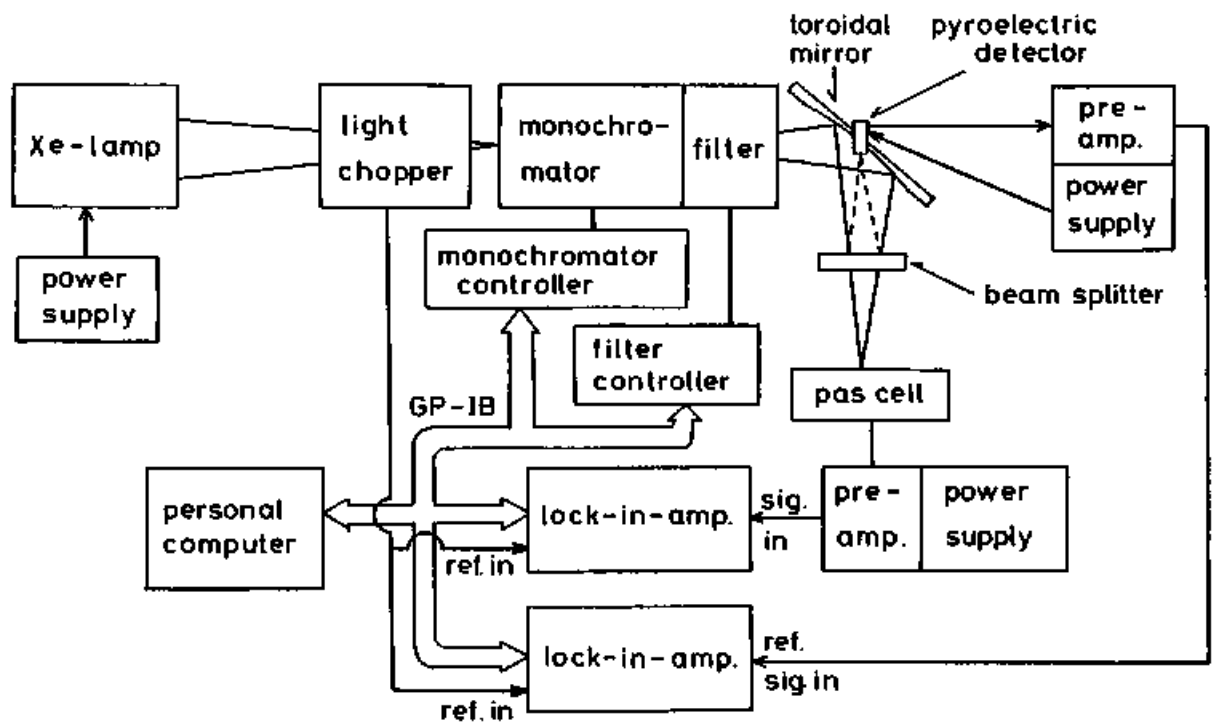 toroidal
mirror
pyroelectric
detector
Xe-lamp
light
chopper
monochro-
mator
filter
pre-
amp.
power
supply
power
supply
monochromator
controller
beam splitter
filter
controller
pas cell
GP-IB
personal
computer
lock-in-amp.
sig.
in
pre-
amp.
power
supply
ref. in
lock-in-amp.
ref.
sig. in
ref. in